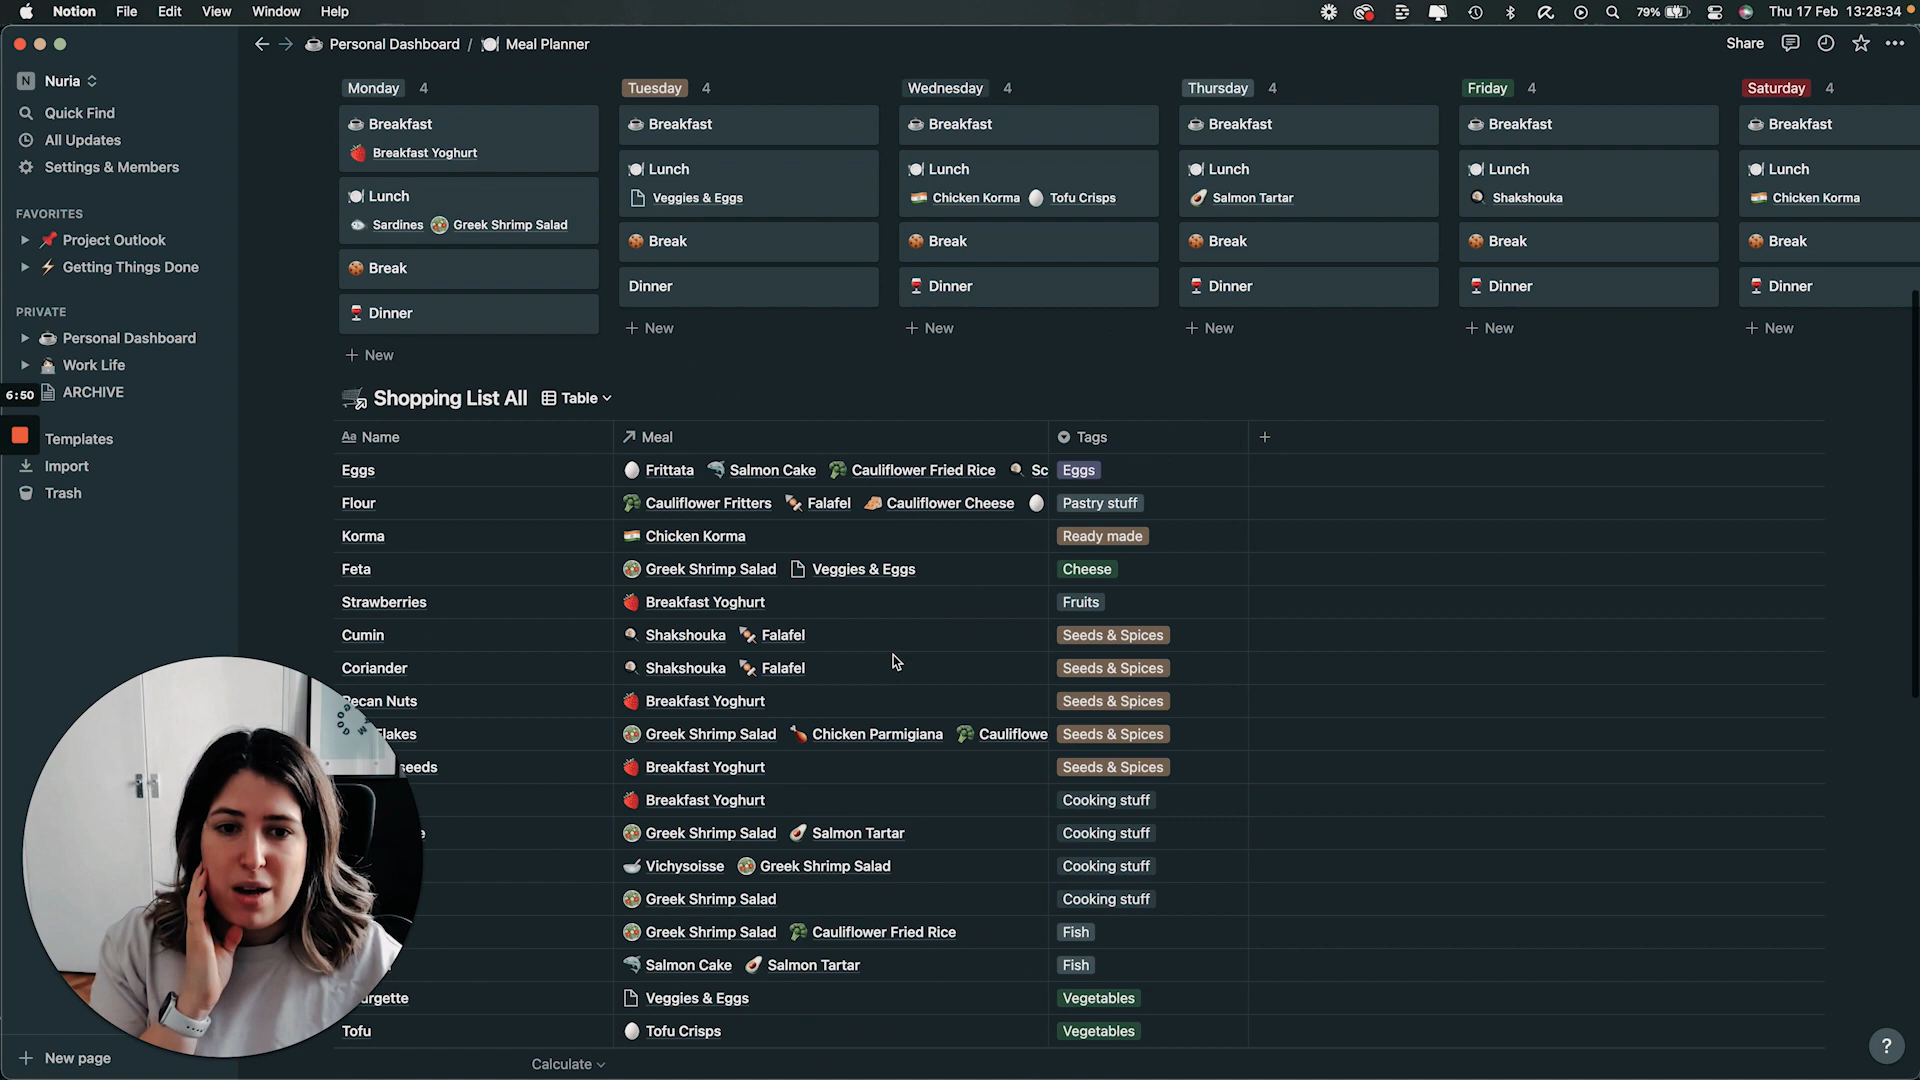 Notion File Edit View Window Help 79% Thu 17 Feb 13:28:34
Personal Dashboard / Meal Planner Share
N Nuria
Quick Find
All Updates
Settings & Members
FAVORITES
Project Outlook
Getting Things Done
PRIVATE
Personal Dashboard
Work Life
6:50 ARCHIVE
Templates
Import
Trash
New page
Monday 4
Breakfast
Breakfast Yoghurt
Lunch
Sardines Greek Shrimp Salad
Break
Dinner
+ New
Tuesday 4
Breakfast
Lunch
Veggies & Eggs
Break
Dinner
+ New
Wednesday 4
Breakfast
Lunch
Chicken Korma Tofu Crisps
Break
Dinner
+ New
Thursday 4
Breakfast
Lunch
Salmon Tartar
Break
Dinner
+ New
Friday 4
Breakfast
Lunch
Shakshouka
Break
Dinner
+ New
Saturday 4
Breakfast
Lunch
Chicken Korma
Break
Dinner
+ New
Shopping List All Table
Aa Name Meal Tags +
Eggs Frittata Salmon Cake Cauliflower Fried Rice Sc Eggs
Flour Cauliflower Fritters Falafel Cauliflower Cheese Pastry stuff
Korma Chicken Korma Ready made
Feta Greek Shrimp Salad Veggies & Eggs Cheese
Strawberries Breakfast Yoghurt Fruits
Cumin Shakshouka Falafel Seeds & Spices
Coriander Shakshouka Falafel Seeds & Spices
Pecan Nuts Breakfast Yoghurt Seeds & Spices
Flakes Greek Shrimp Salad Chicken Parmigiana Cauliflowe Seeds & Spices
seeds Breakfast Yoghurt Seeds & Spices
Breakfast Yoghurt Cooking stuff
Greek Shrimp Salad Salmon Tartar Cooking stuff
Vichysoisse Greek Shrimp Salad Cooking stuff
Greek Shrimp Salad Cooking stuff
Greek Shrimp Salad Cauliflower Fried Rice Fish
Salmon Cake Salmon Tartar Fish
urgette Veggies & Eggs Vegetables
Tofu Tofu Crisps Vegetables
Calculate
?